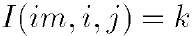 I(im, i, j) = k